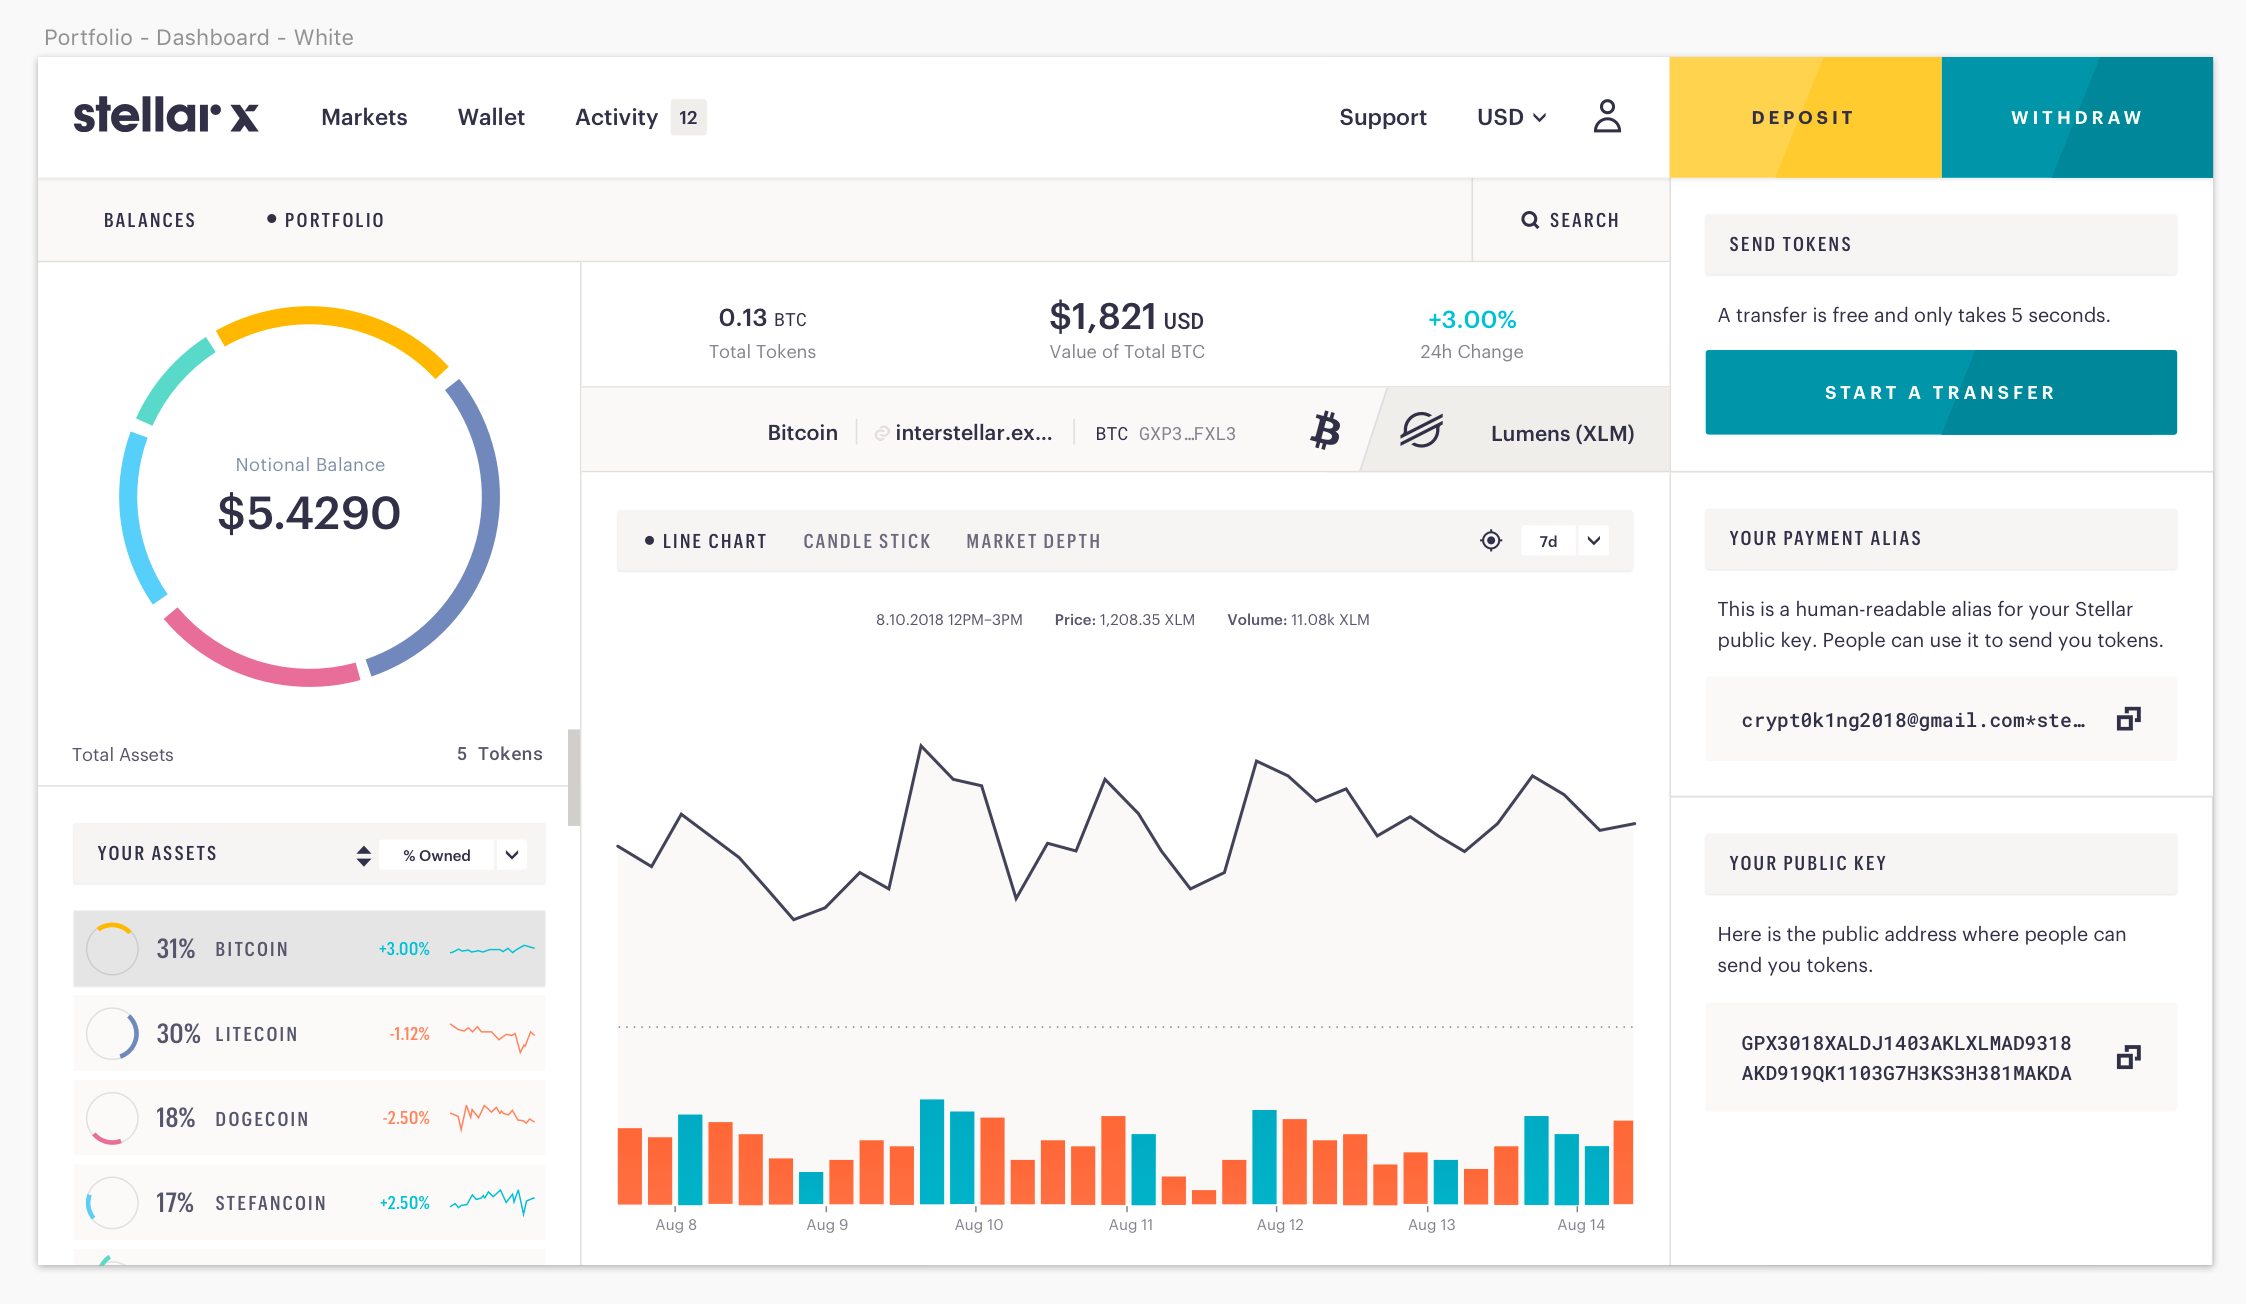 Portfolio - Dashboard - White
stellar x
Markets
Wallet
Activity
12
Support
USD
DEPOSIT
WITHDRAW
BALANCES
PORTFOLIO
SEARCH
Notional Balance
$5.4290
Total Assets
5 Tokens
YOUR ASSETS
% Owned
31% BITCOIN +3.00%
30% LITECOIN -1.12%
18% DOGECOIN -2.50%
17% STEFANCOIN +2.50%
0.13 BTC
Total Tokens
$1,821 USD
Value of Total BTC
+3.00%
24h Change
Bitcoin
interstellar.ex...
BTC GXP3…FXL3
Lumens (XLM)
LINE CHART
CANDLE STICK
MARKET DEPTH
7d
8.10.2018 12PM–3PM Price: 1,208.35 XLM Volume: 11.08k XLM
Aug 8
Aug 9
Aug 10
Aug 11
Aug 12
Aug 13
Aug 14
SEND TOKENS
A transfer is free and only takes 5 seconds.
START A TRANSFER
YOUR PAYMENT ALIAS
This is a human-readable alias for your Stellar
public key. People can use it to send you tokens.
crypt0k1ng2018@gmail.com*ste…
YOUR PUBLIC KEY
Here is the public address where people can
send you tokens.
GPX3018XALDJ1403AKLXLMAD9318
AKD919QK1103G7H3KS3H381MAKDA